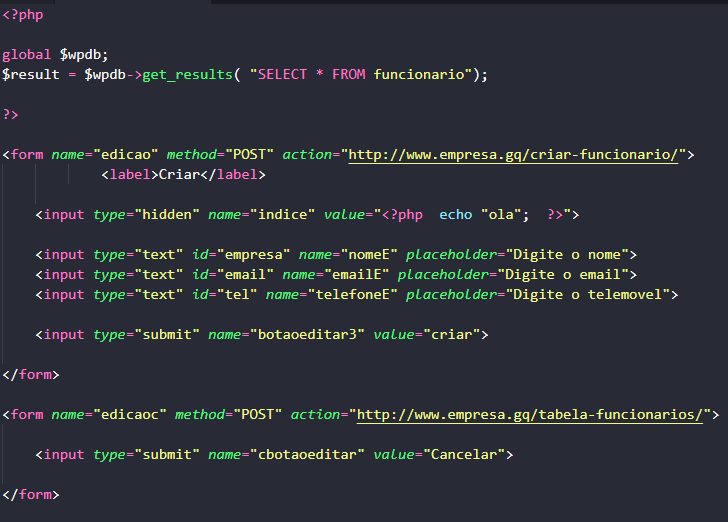 <?php
global $wpdb;
$result = $wpdb->get_results( "SELECT * FROM funcionario");
?>
<form name="edicao" method="POST" action="http://www.empresa.gq/criar-funcionario/">
<label>Criar</label>
<input type="hidden" name="indice" value="<?php  echo "ola";  ?>">
<input type="text" id="empresa" name="nomeE" placeholder="Digite o nome">
<input type="text" id="email" name="emailE" placeholder="Digite o email">
<input type="text" id="tel" name="telefoneE" placeholder="Digite o telemovel">
<input type="submit" name="botaoeditar3" value="criar">
</form>
<form name="edicaoc" method="POST" action="http://www.empresa.gq/tabela-funcionarios/">
<input type="submit" name="cbotaoeditar" value="Cancelar">
</form>